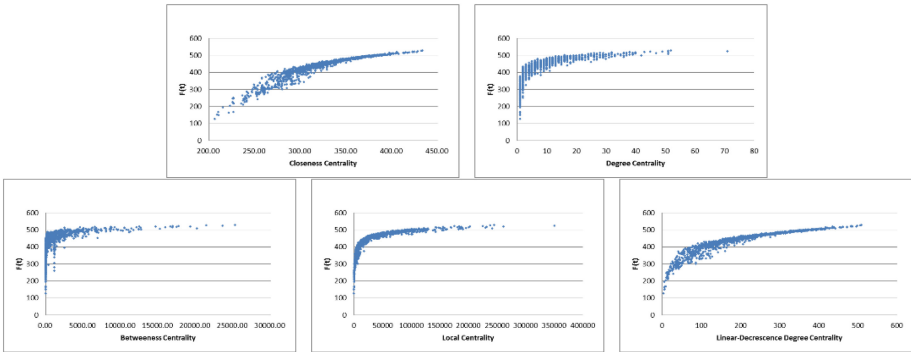 600
500
400
300
200
100
0
F(t)
200.00 250.00 300.00 350.00 400.00 450.00
Closeness Centrality
600
500
400
300
200
100
0
F(t)
0 10 20 30 40 50 60 70 80
Degree Centrality
600
500
400
300
200
100
0
F(t)
0.00 5000.00 10000.00 15000.00 20000.00 25000.00 30000.00
Betweeness Centrality
600
500
400
300
200
100
0
F(t)
0 50000 100000 150000 200000 250000 300000 350000 400000
Local Centrality
600
500
400
300
200
100
0
F(t)
0 100 200 300 400 500 600
Linear-Decrescence Degree Centrality